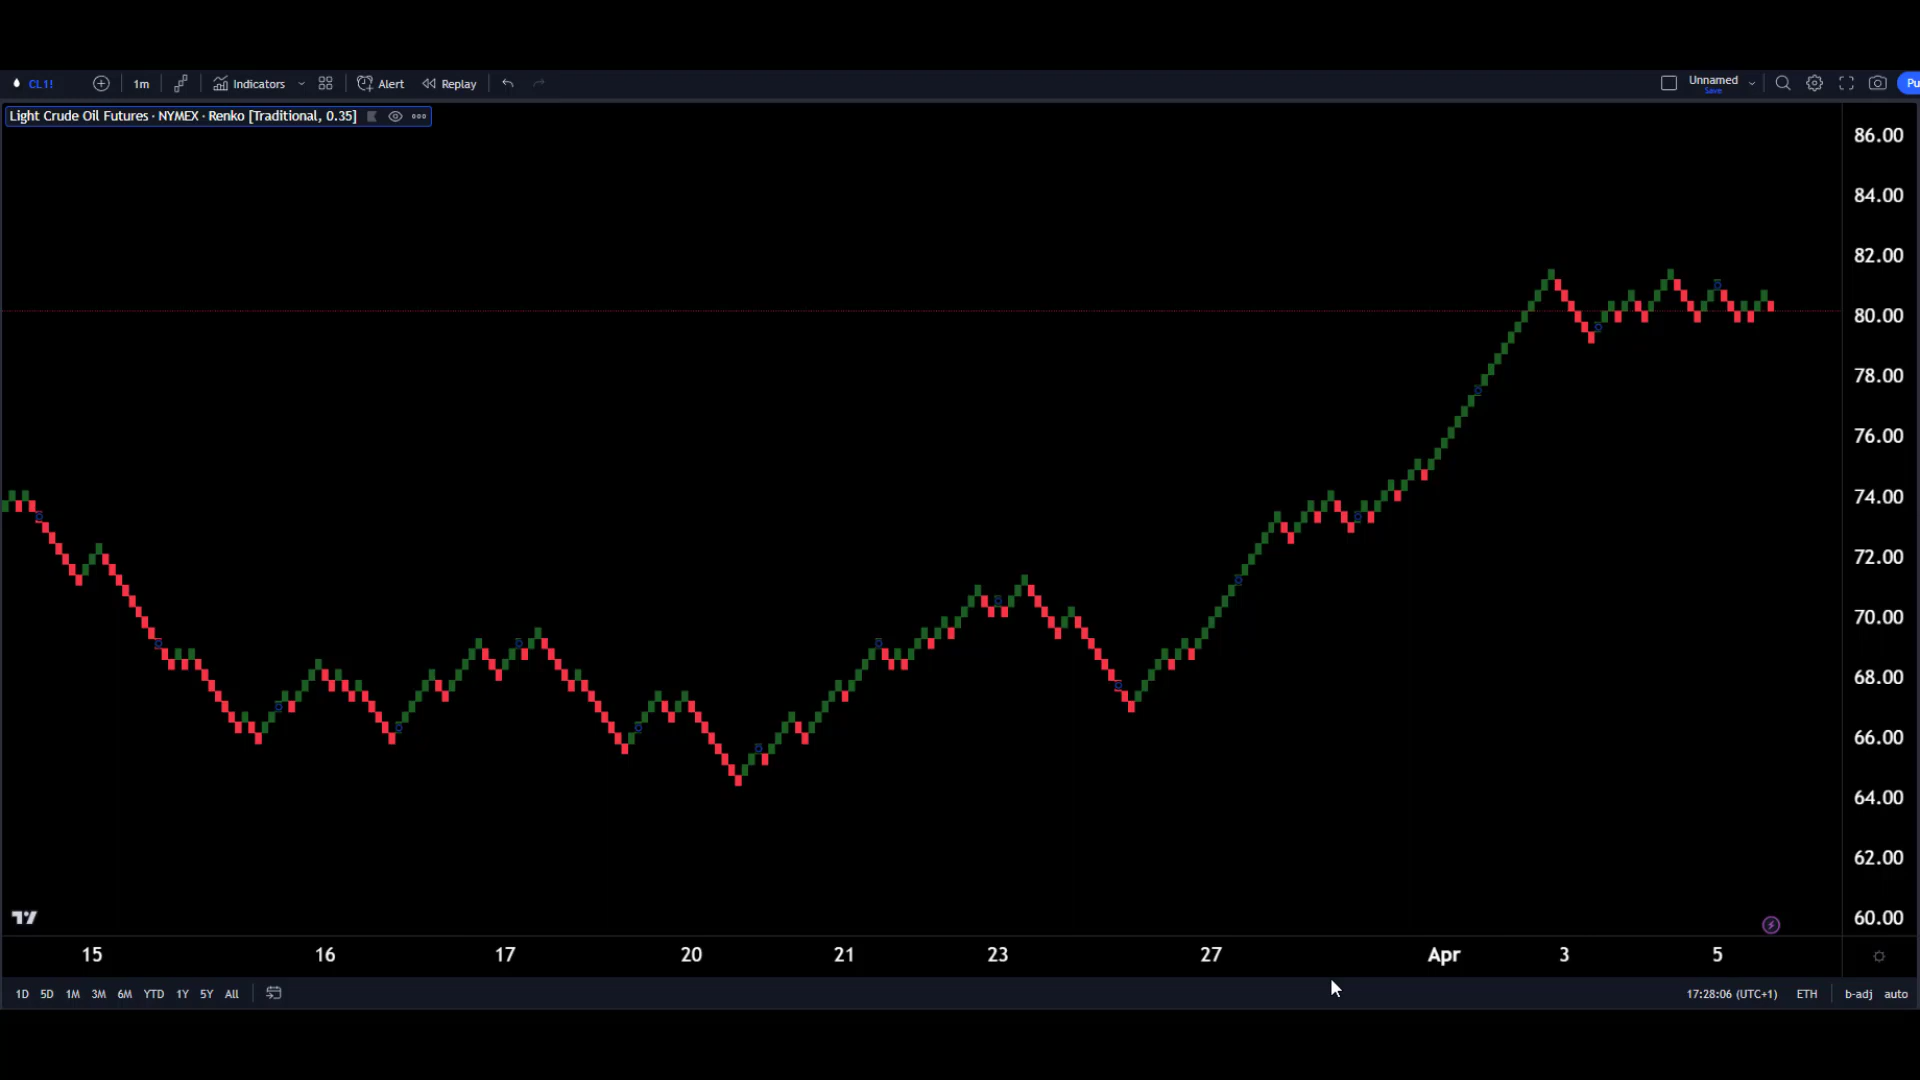 CL1! 1m Indicators Alert Replay Unnamed Pu
Save
Light Crude Oil Futures · NYMEX · Renko [Traditional, 0.35]
86.00
84.00
82.00
80.00
78.00
76.00
74.00
72.00
70.00
68.00
66.00
64.00
62.00
60.00
15 16 17 20 21 23 27 Apr 3 5
1D 5D 1M 3M 6M YTD 1Y 5Y All 17:28:06 (UTC+1) ETH b-adj auto